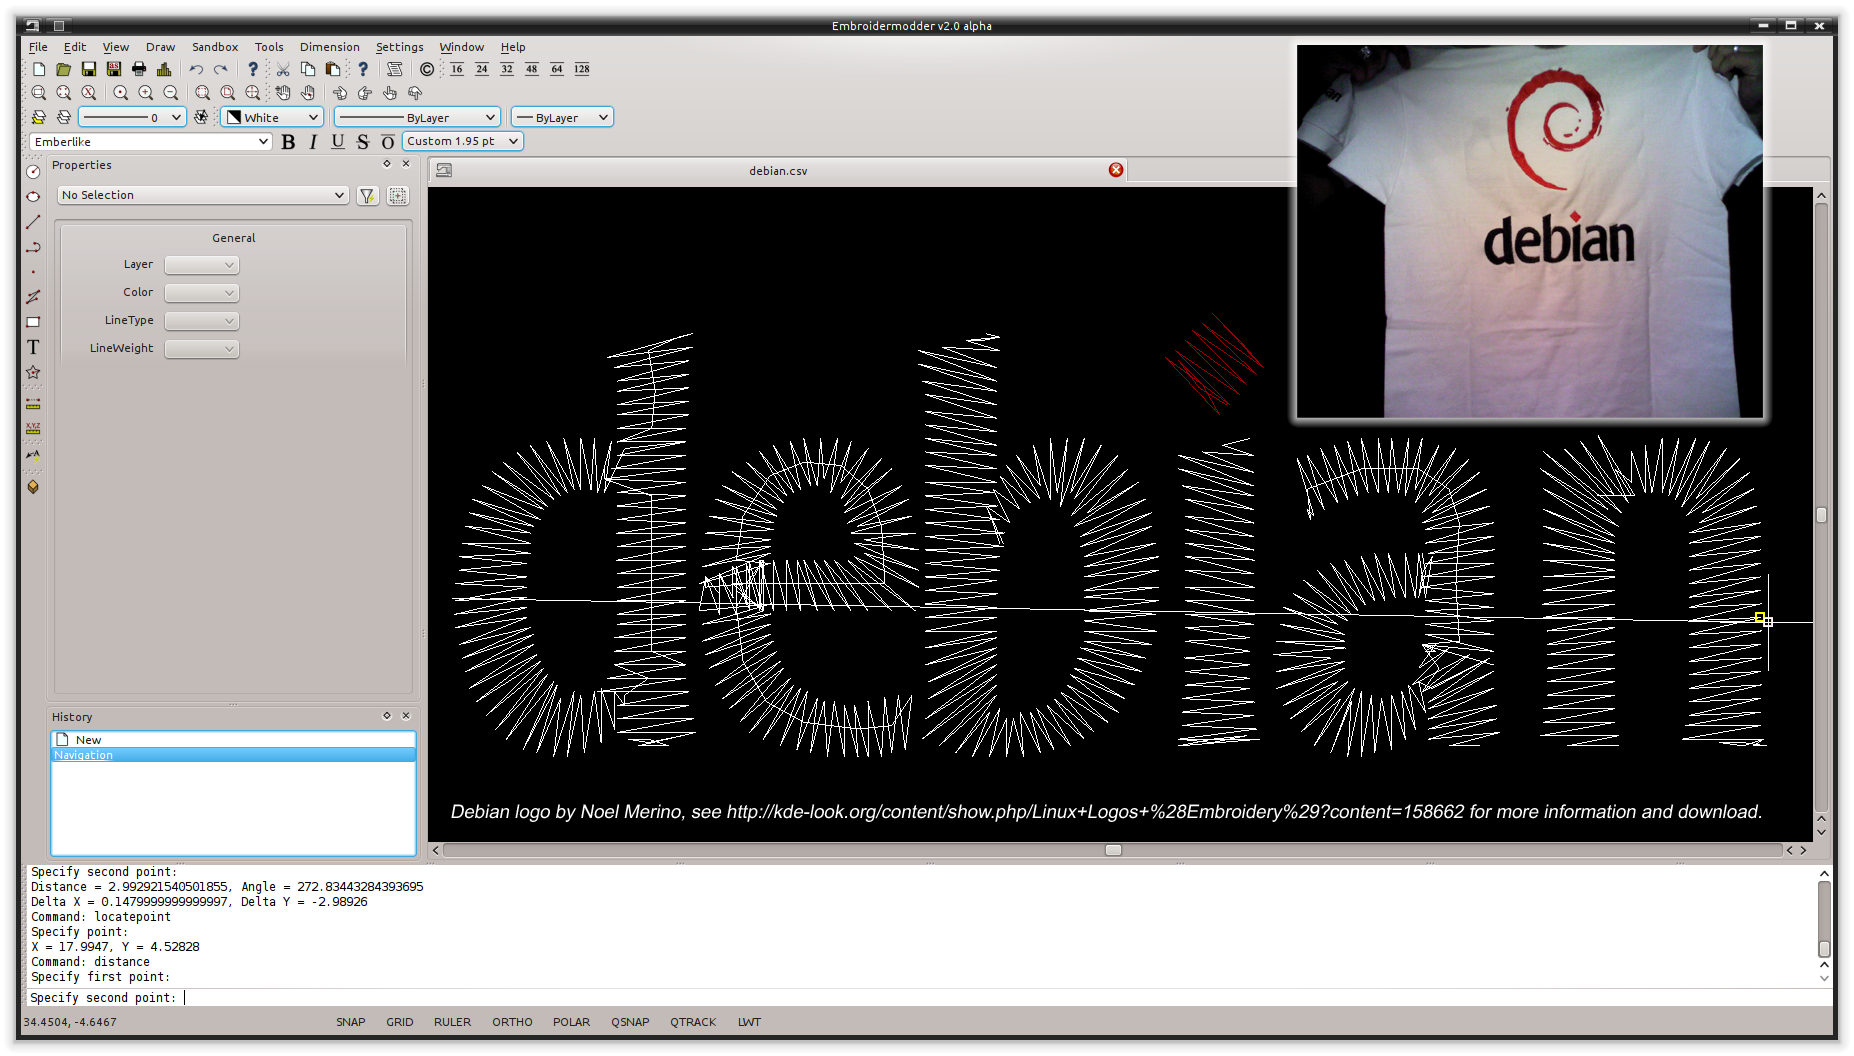 Embroidermodder v2.0 alpha
File Edit View Draw Sandbox Tools Dimension Settings Window Help
16 24 32 48 64 128
0 White ByLayer ByLayer
Emberlike B I U S O Custom 1.95 pt
Properties
debian.csv
No Selection
General
Layer
Color
LineType
LineWeight
T
X,Y,Z
A
debian
debian
History
New
Navigation
Debian logo by Noel Merino, see http://kde-look.org/content/show.php/Linux+Logos+%28Embroidery%29?content=158662 for more information and download.
Specify second point:
Distance = 2.992921540501855, Angle = 272.83443284393695
Delta X = 0.1479999999999997, Delta Y = -2.98926
Command: locatepoint
Specify point:
X = 17.9947, Y = 4.52828
Command: distance
Specify first point:
Specify second point:
34.4504, -4.6467 SNAP GRID RULER ORTHO POLAR QSNAP QTRACK LWT